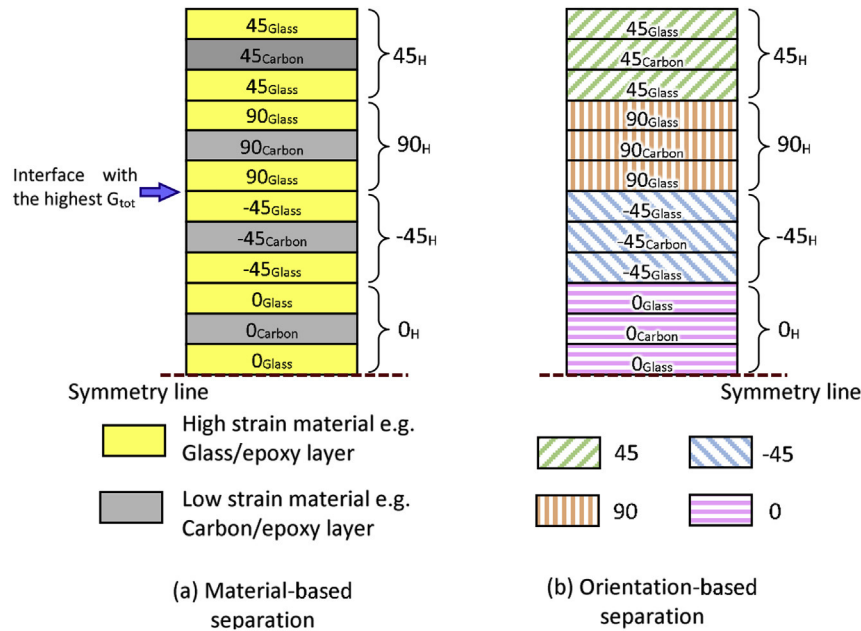 45Glass
45Carbon
45Glass
45H
90Glass
90Carbon
90Glass
90H
Interface with
the highest Gtot
-45Glass
-45Carbon
-45Glass
-45H
0Glass
0Carbon
0Glass
0H
Symmetry line
High strain material e.g.
Glass/epoxy layer
Low strain material e.g.
Carbon/epoxy layer
(a) Material-based
separation
45Glass
45Carbon
45Glass
45H
90Glass
90Carbon
90Glass
90H
-45Glass
-45Carbon
-45Glass
-45H
0Glass
0Carbon
0Glass
0H
Symmetry line
45
-45
90
0
(b) Orientation-based
separation